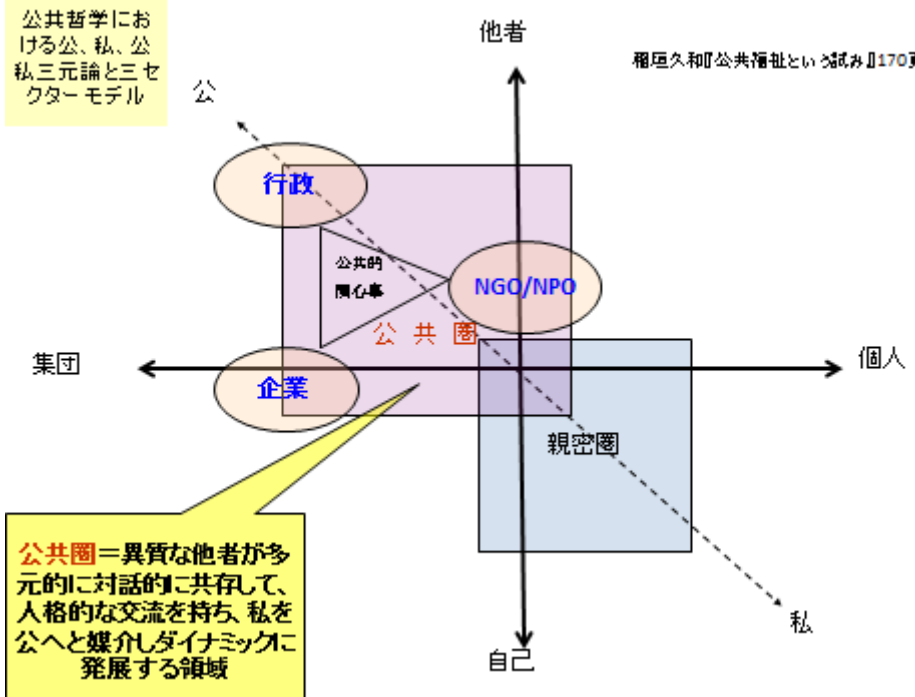 公共哲学にお
ける公、私、公
私三元論と三セ
クターモデル
他者
稲垣久和『公共福祉という試み』170頁
公
行政
公共的
関心事
NGO/NPO
公共圏
集団
個人
企業
親密圏
公共圏＝異質な他者が多
元的に対話的に共存して、
人格的な交流を持ち、私を
公へと媒介しダイナミックに
発展する領域
私
自己